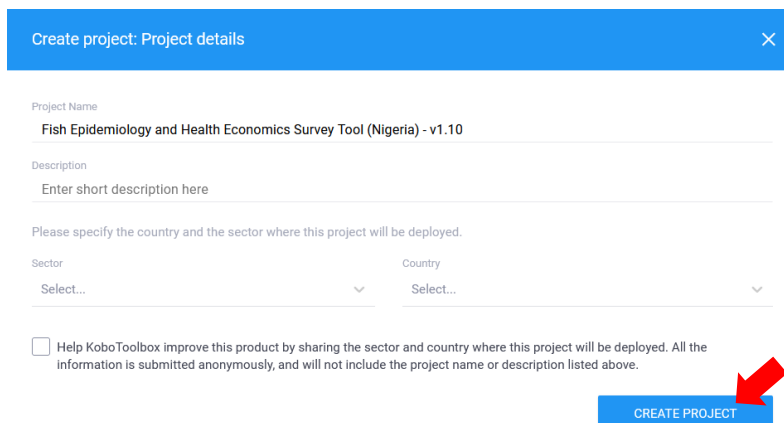 Create project: Project details
Project Name
Fish Epidemiology and Health Economics Survey Tool (Nigeria) - v1.10
Description
Enter short description here
Please specify the country and the sector where this project will be deployed.
Sector Country
Select... Select...
Help KoboToolbox improve this product by sharing the sector and country where this project will be deployed. All the
information is submitted anonymously, and will not include the project name or description listed above.
CREATE PROJECT